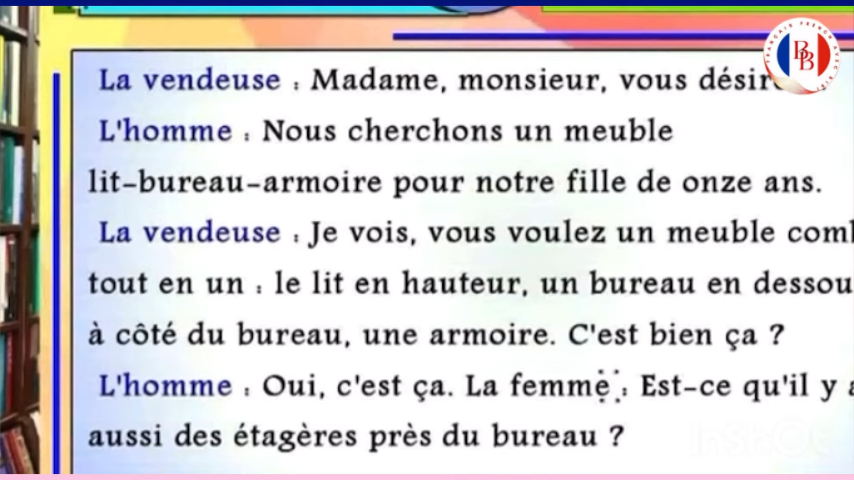 La vendeuse : Madame, monsieur, vous
L'homme : Nous cherchons un meuble
lit-bureau-armoire pour notre fille de onze ans.
La vendeuse : Je vois, vous voulez un meuble
tout en un : le lit en hauteur, un bureau en
à côté du bureau, une armoire. C'est bien ça ?
L'homme : Oui, c'est ça. La femme : Est-ce qu'il y a
aussi des étagères près du bureau ?
InShOt